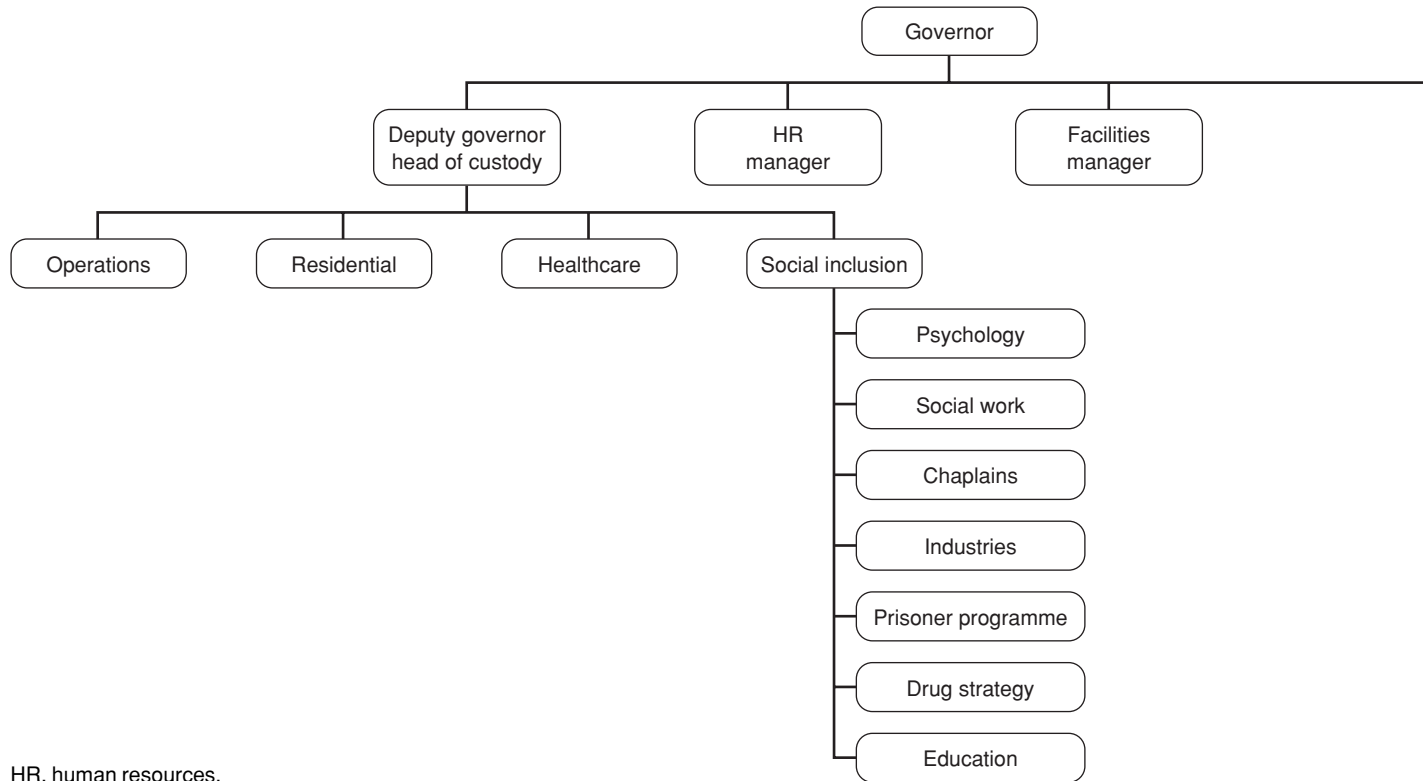 Governor
Deputy governor
head of custody
HR
manager
Facilities
manager
Operations
Residential
Healthcare
Social inclusion
Psychology
Social work
Chaplains
Industries
Prisoner programme
Drug strategy
Education
HR, human resources.